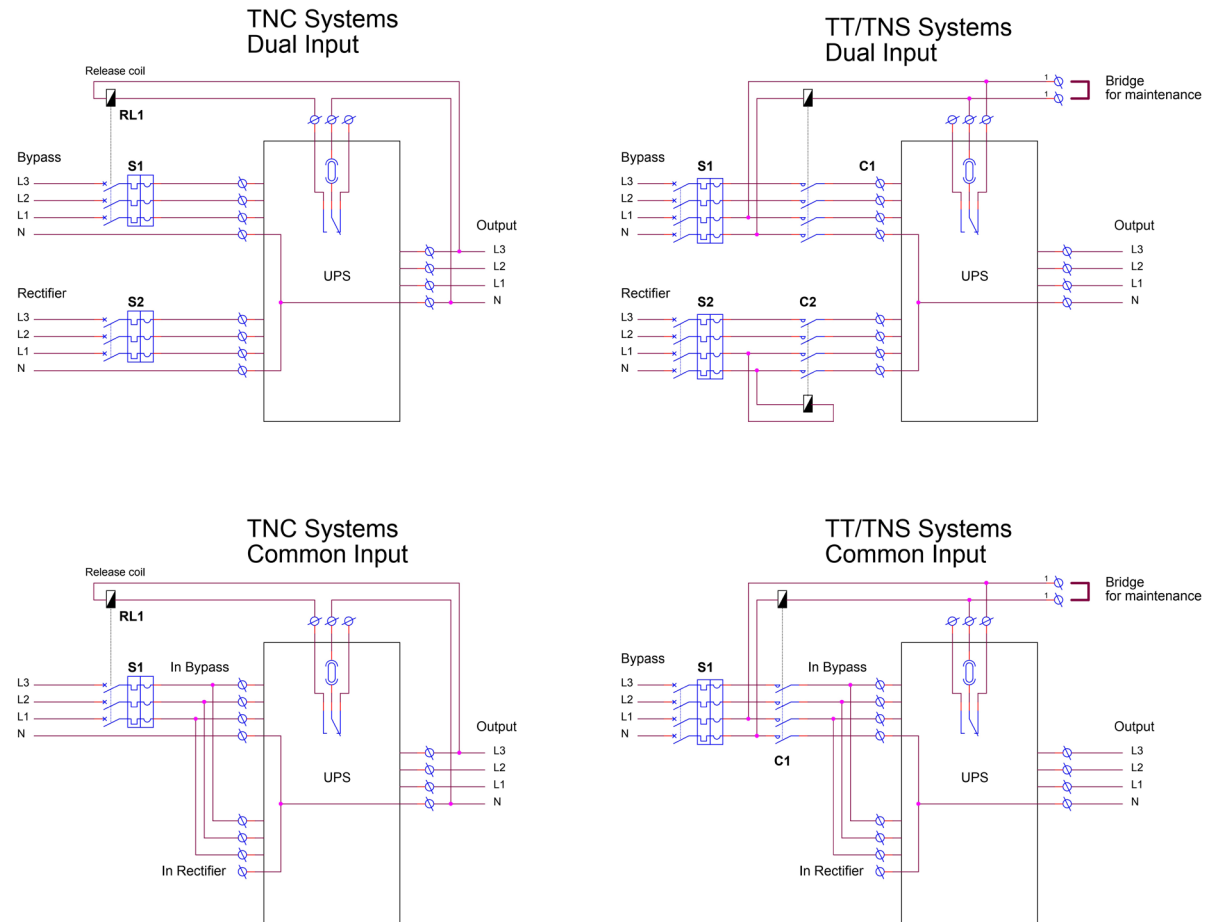 TNC Systems
Dual Input
Release coil
RL1
Bypass
S1
L3
L2
L1
N
Output
L3
L2
L1
N
UPS
Rectifier
S2
L3
L2
L1
N
TT/TNS Systems
Dual Input
1
1
Bridge
for maintenance
Bypass
S1
C1
L3
L2
L1
N
Output
L3
L2
L1
N
UPS
Rectifier
S2
C2
L3
L2
L1
N
TNC Systems
Common Input
Release coil
RL1
S1
In Bypass
L3
L2
L1
N
Output
L3
L2
L1
N
UPS
In Rectifier
TT/TNS Systems
Common Input
1
1
Bridge
for maintenance
Bypass
S1
In Bypass
L3
L2
L1
N
C1
Output
L3
L2
L1
N
UPS
In Rectifier